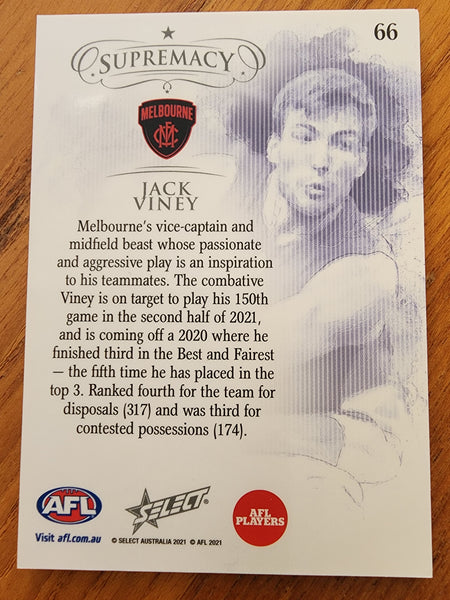 66
SUPREMACY
MELBOURNE
MFC
JACK
VINEY
Melbourne's vice-captain and
midfield beast whose passionate
and aggressive play is an inspiration
to his teammates. The combative
Viney is on target to play his 150th
game in the second half of 2021,
and is coming off a 2020 where he
finished third in the Best and Fairest
— the fifth time he has placed in the
top 3. Ranked fourth for the team for
disposals (317) and was third for
contested possessions (174).
AFL
Visit afl.com.au
SELECT
© SELECT AUSTRALIA 2021 © AFL 2021
AFL
PLAYERS